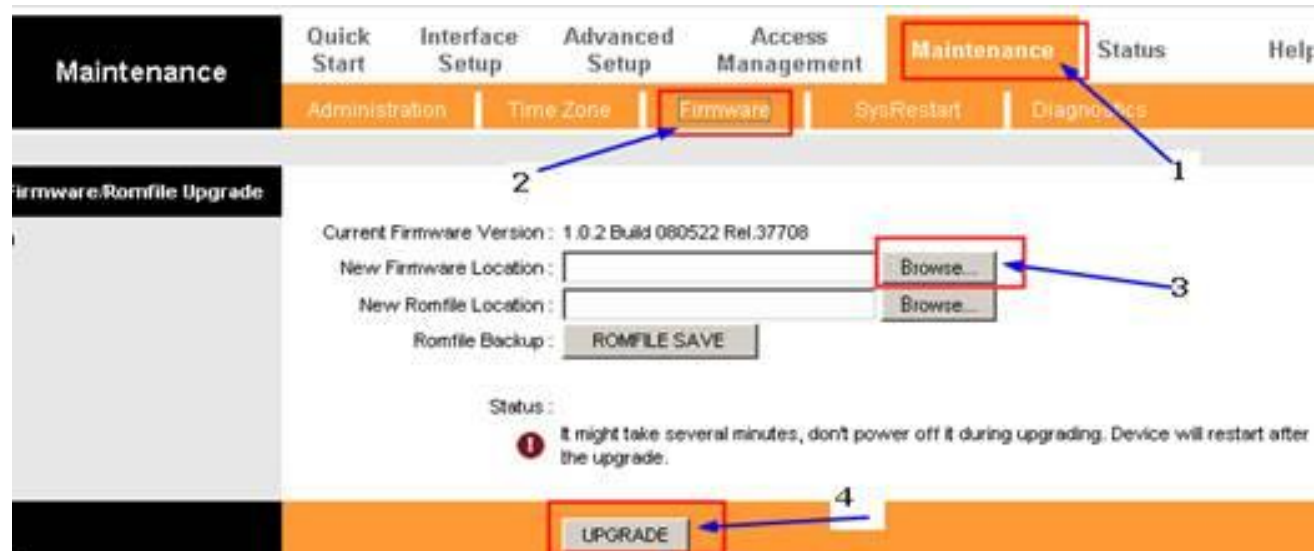 Maintenance
Quick Start
Interface Setup
Advanced Setup
Access Management
Maintenance
Status
Help
Administration
Time Zone
Firmware
SysRestart
Diagnostics
1
2
Firmware/Romfile Upgrade
Current Firmware Version : 1.0.2 Build 080522 Rel.37708
New Firmware Location : Browse...
3
New Romfile Location : Browse...
Romfile Backup : ROMFILE SAVE
Status :
It might take several minutes, don't power off it during upgrading. Device will restart after
the upgrade.
4
UPGRADE